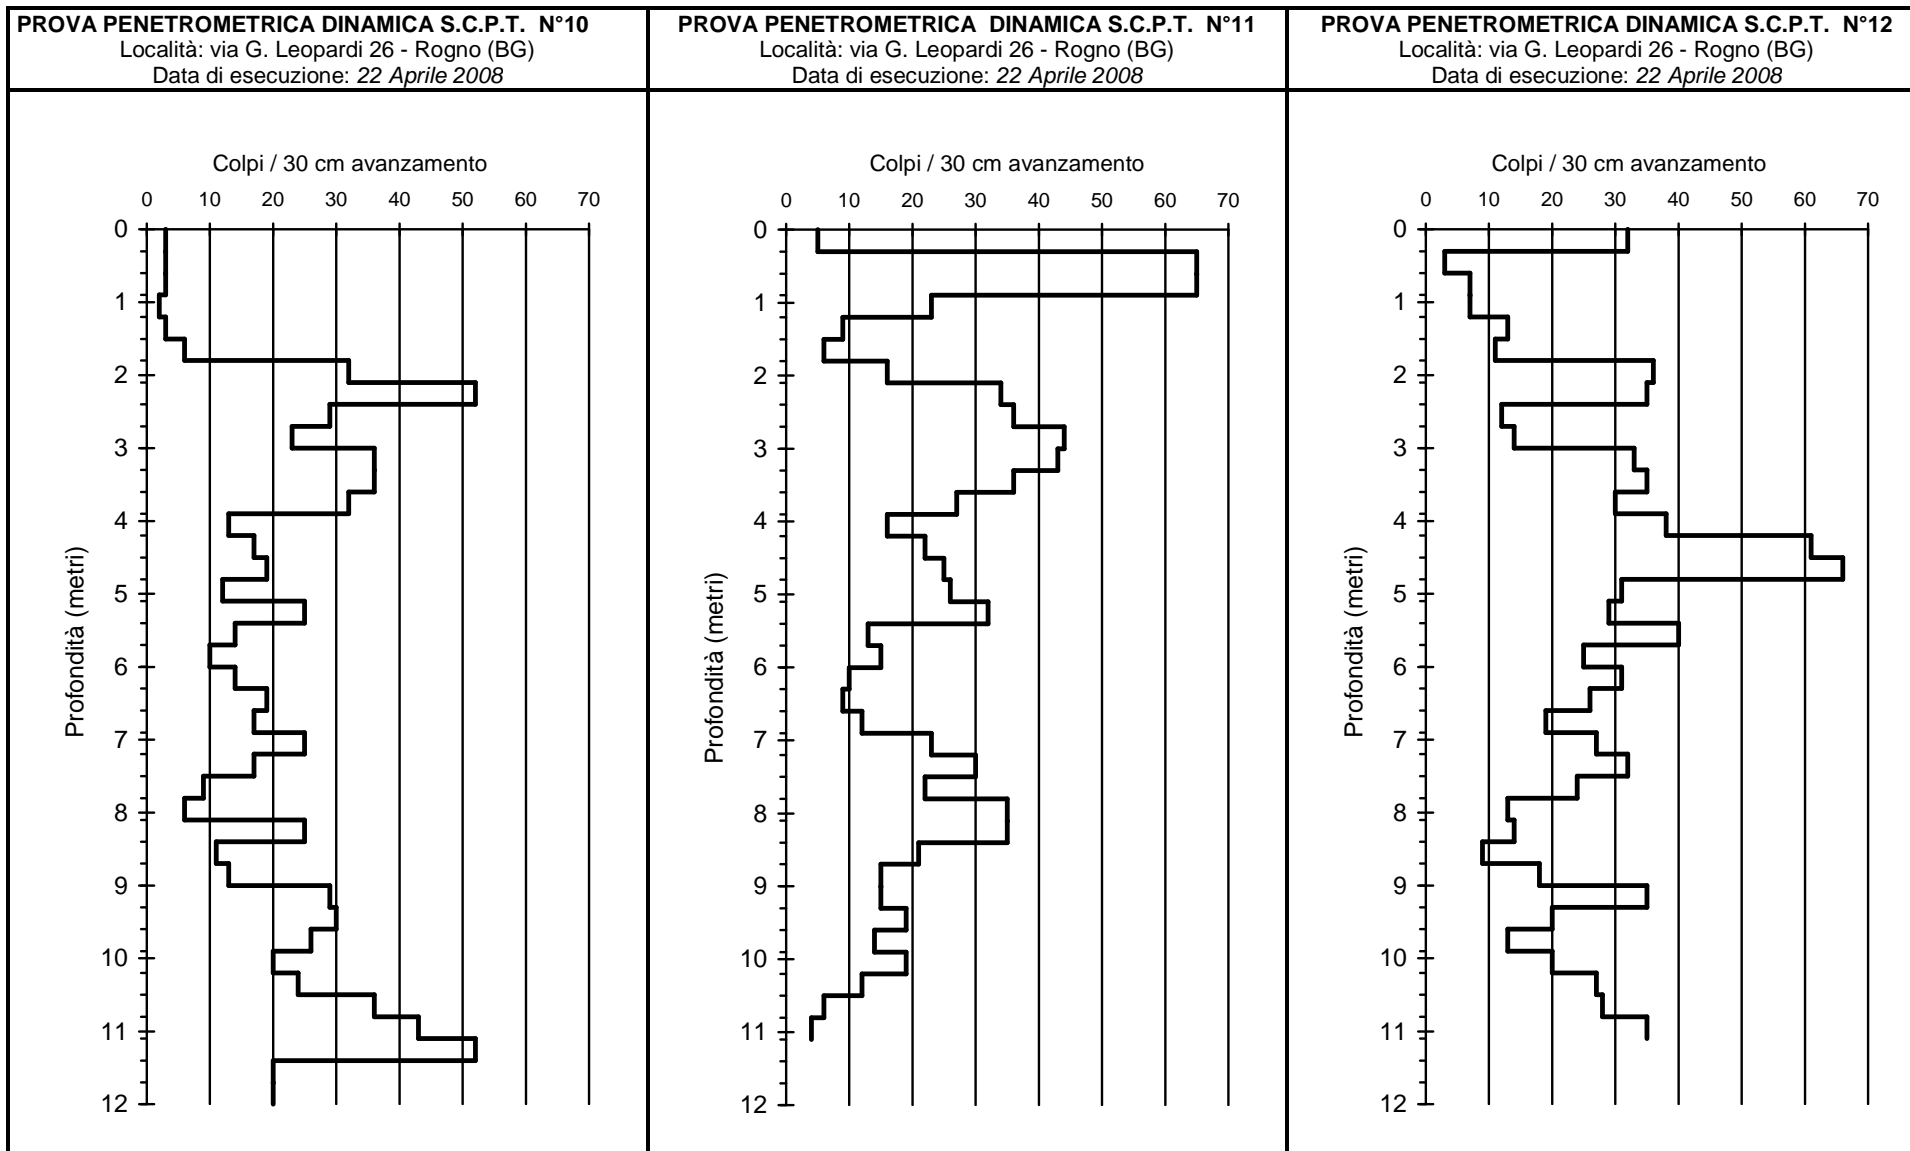 PROVA PENETROMETRICA DINAMICA S.C.P.T. N°10
Località: via G. Leopardi 26 - Rogno (BG)
Data di esecuzione: 22 Aprile 2008
Colpi / 30 cm avanzamento
0 10 20 30 40 50 60 70
0
1
2
3
4
5
6
7
8
9
10
11
12
Profondità (metri)
PROVA PENETROMETRICA DINAMICA S.C.P.T. N°11
Località: via G. Leopardi 26 - Rogno (BG)
Data di esecuzione: 22 Aprile 2008
Colpi / 30 cm avanzamento
0 10 20 30 40 50 60 70
0
1
2
3
4
5
6
7
8
9
10
11
12
Profondità (metri)
PROVA PENETROMETRICA DINAMICA S.C.P.T. N°12
Località: via G. Leopardi 26 - Rogno (BG)
Data di esecuzione: 22 Aprile 2008
Colpi / 30 cm avanzamento
0 10 20 30 40 50 60 70
0
1
2
3
4
5
6
7
8
9
10
11
12
Profondità (metri)